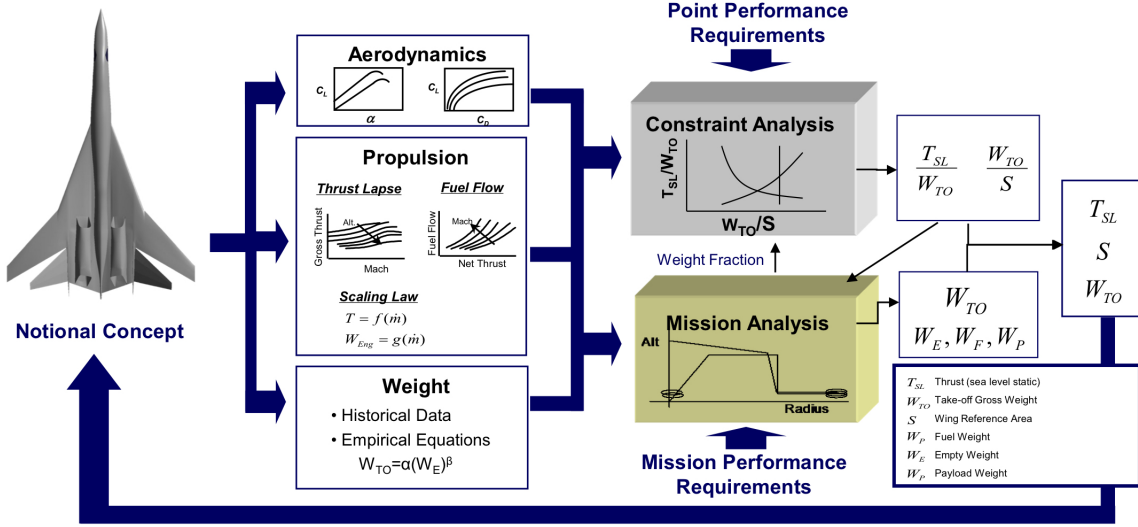 Notional Concept
Aerodynamics
C_L
α
C_L
C_D
Propulsion
Thrust Lapse
Fuel Flow
Gross Thrust
Alt
Mach
Fuel Flow
Mach
Net Thrust
Scaling Law
T = f(ṁ)
W_Eng = g(ṁ)
Weight
• Historical Data
• Empirical Equations
W_TO=α(W_E)^β
Point Performance
Requirements
Constraint Analysis
T_SL/W_TO
W_TO/S
Weight Fraction
Mission Analysis
Alt
Radius
Mission Performance
Requirements
T_SL/W_TO W_TO/S
W_TO
W_E, W_F, W_P
T_SL
S
W_TO
T_SL Thrust (sea level static)
W_TO Take-off Gross Weight
S Wing Reference Area
W_P Fuel Weight
W_E Empty Weight
W_P Payload Weight